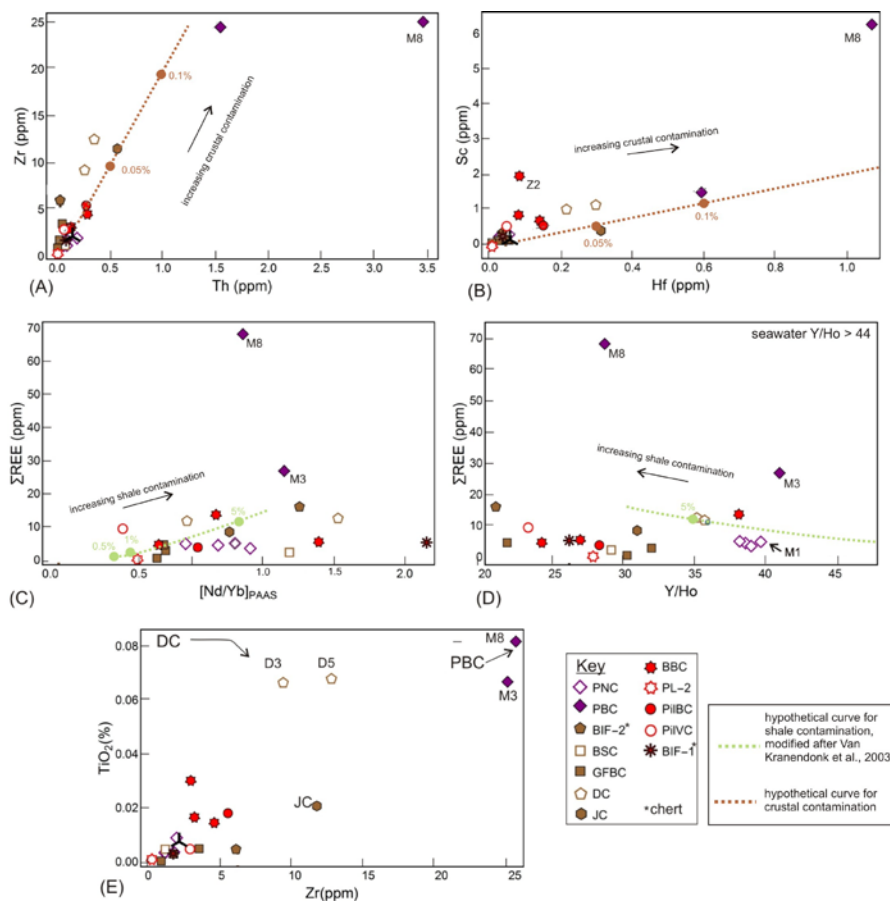 25
20
15
10
5
0
Zr (ppm)
M8
0.1%
0.05%
increasing crustal contamination
0.0 0.5 1.0 1.5 2.0 2.5 3.0 3.5
(A) Th (ppm)
6
5
4
3
2
1
0
Sc (ppm)
M8
increasing crustal contamination
Z2
0.1%
0.05%
0.0 0.2 0.4 0.6 0.8 1.0
(B) Hf (ppm)
70
60
50
40
30
20
10
0
ΣREE (ppm)
M8
M3
increasing shale contamination
5%
1%
0.5%
0.0 0.5 1.0 2.0
(C) [Nd/Yb]PAAS
70
60
50
40
30
20
10
0
ΣREE (ppm)
seawater Y/Ho > 44
M8
increasing shale contamination
M3
5%
M1
20 25 30 35 40 45
(D) Y/Ho
0.08
0.06
0.04
0.02
0.00
TiO2(%)
DC
D3 D5
– M8
PBC
M3
JC
0 5 10 15 20 25
(E) Zr(ppm)
Key
PNC
PBC
BIF-2*
BSC
GFBC
DC
JC
BBC
PL-2
PilBC
PilVC
BIF-1*
*chert
hypothetical curve for
shale contamination,
modified after Van
Kranendonk et al., 2003
hypothetical curve for
crustal contamination